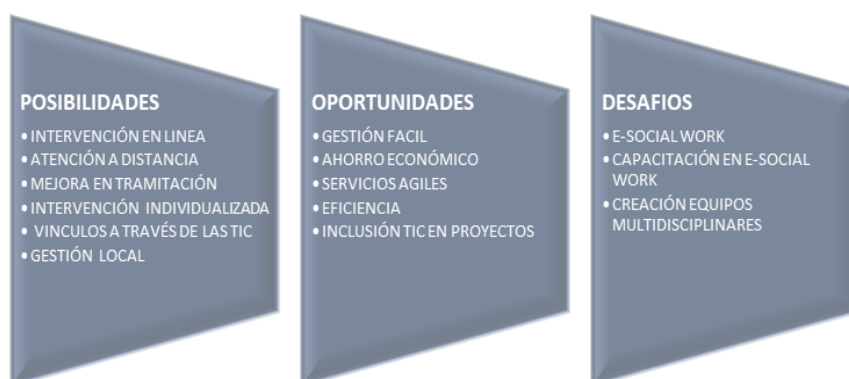 POSIBILIDADES
• INTERVENCIÓN EN LINEA
• ATENCIÓN A DISTANCIA
• MEJORA EN TRAMITACIÓN
• INTERVENCIÓN INDIVIDUALIZADA
• VINCULOS A TRAVÉS DE LAS TIC
• GESTIÓN LOCAL
OPORTUNIDADES
• GESTIÓN FACIL
• AHORRO ECONÓMICO
• SERVICIOS AGILES
• EFICIENCIA
• INCLUSIÓN TIC EN PROYECTOS
DESAFIOS
• E-SOCIAL WORK
• CAPACITACIÓN EN E-SOCIAL
WORK
• CREACIÓN EQUIPOS
MULTIDISCIPLINARES